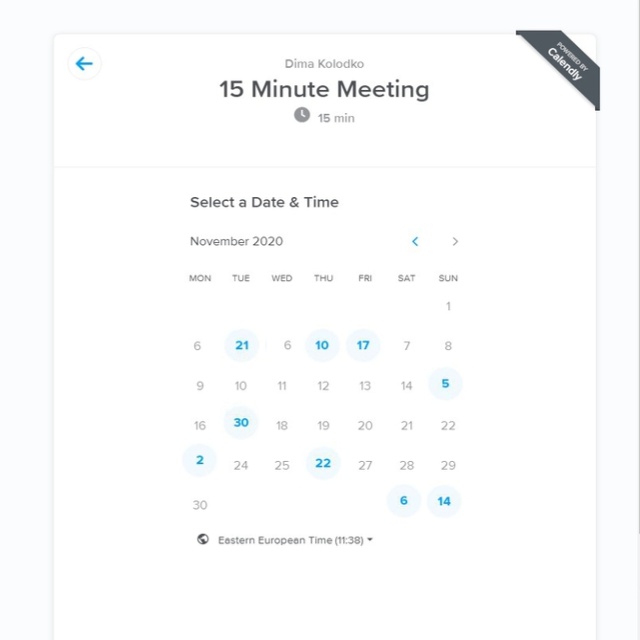 POWERED BY
Calendly
Dima Kolodko
15 Minute Meeting
15 min
Select a Date & Time
November 2020 < >
MON TUE WED THU FRI SAT SUN
1
6 21 6 10 17 7 8
9 10 11 12 13 14 5
16 30 18 19 20 21 22
2 24 25 22 27 28 29
30 6 14
Eastern European Time (11:38)